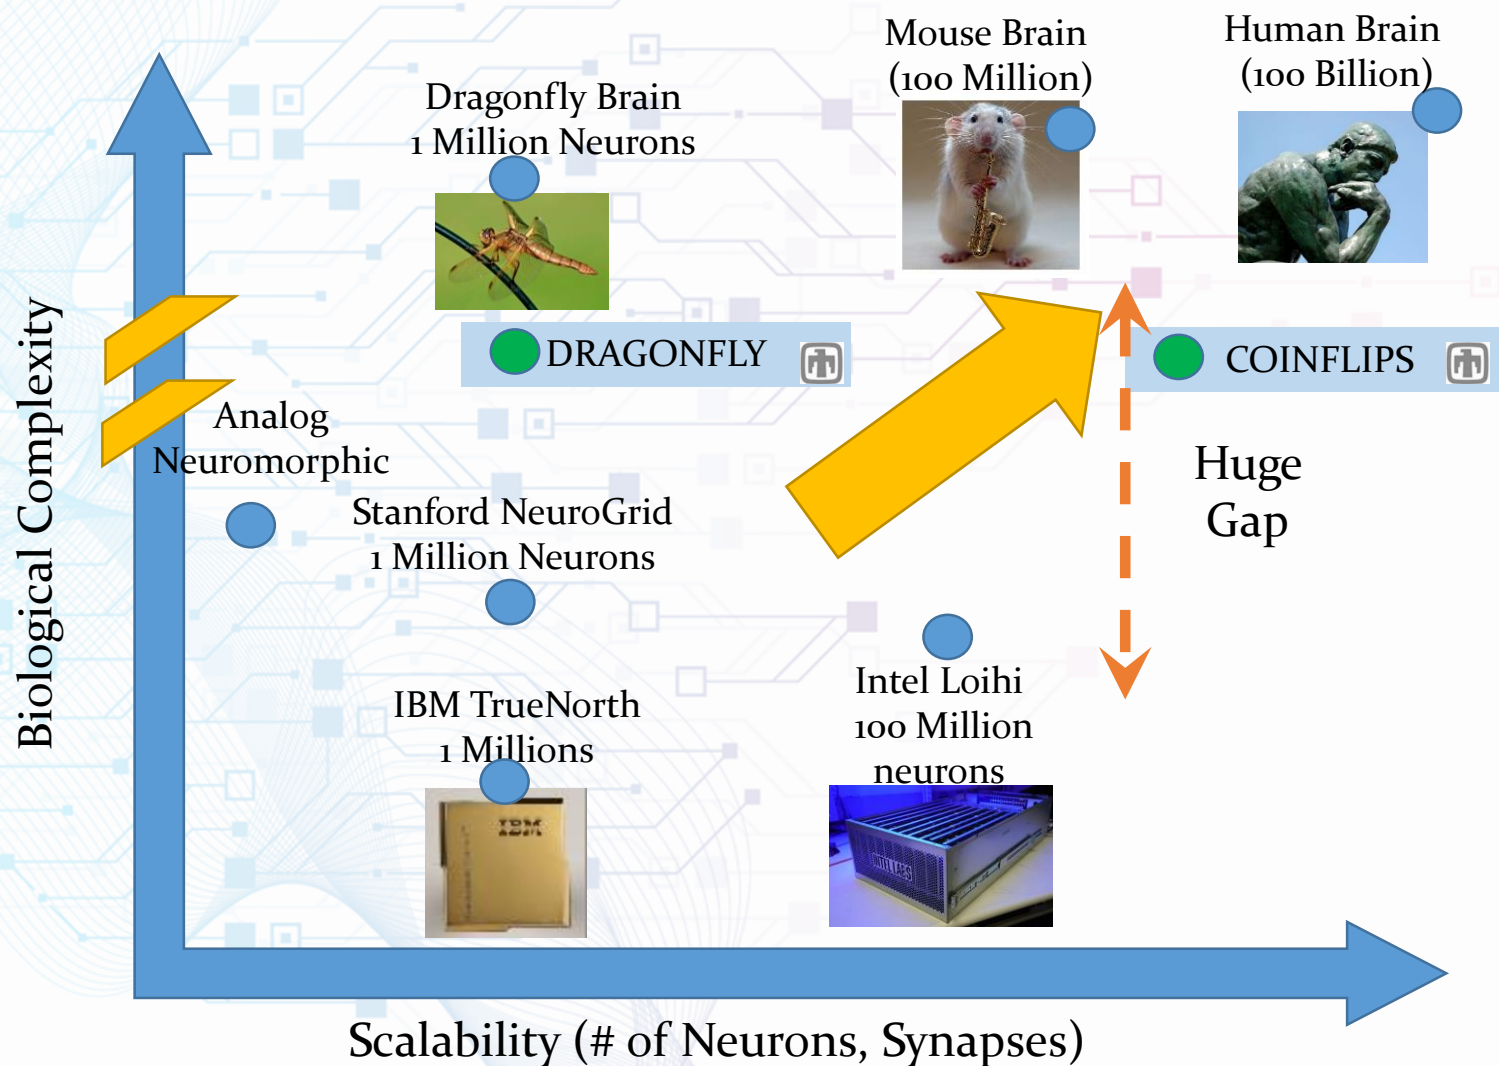 Mouse Brain
(100 Million)
Human Brain
(100 Billion)
Dragonfly Brain
1 Million Neurons
DRAGONFLY
COINFLIPS
Biological Complexity
Analog
Neuromorphic
Huge
Gap
Stanford NeuroGrid
1 Million Neurons
IBM TrueNorth
1 Millions
IBM
Intel Loihi
100 Million
neurons
INTEL LABS
Scalability (# of Neurons, Synapses)